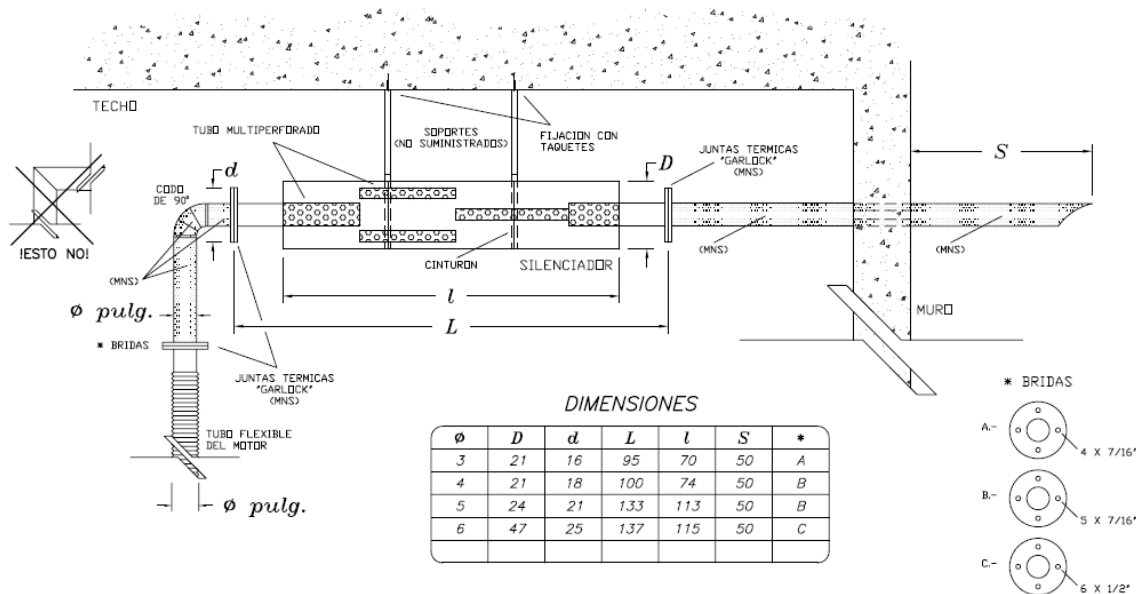 TECHO
TUBO MULTIPERFORADO
SOPORTES
(NO SUMINISTRADOS)
FIJACION CON
TAQUETES
JUNTAS TERMICAS
"GARLOCK"
(MNS)
D
S
d
CODO
DE 90°
!ESTO NO!
(MNS)
(MNS)
(MNS)
CINTURON
SILENCIADOR
l
L
MURO
Ø pulg.
* BRIDAS
JUNTAS TERMICAS
"GARLOCK"
(MNS)
TUBO FLEXIBLE
DEL MOTOR
Ø pulg.
DIMENSIONES
Ø D d L l S *
3 21 16 95 70 50 A
4 21 18 100 74 50 B
5 24 21 133 113 50 B
6 47 25 137 115 50 C
* BRIDAS
A.-
4 X 7/16"
B.-
5 X 7/16"
C.-
6 X 1/2"